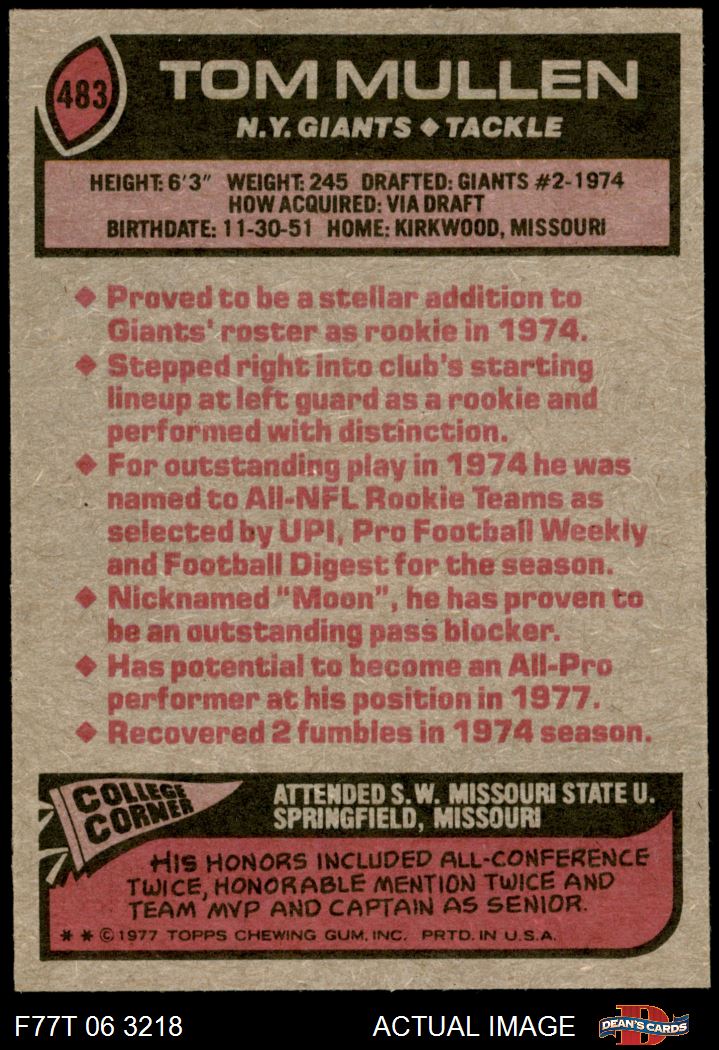 483
TOM MULLEN
N.Y. GIANTS ◆ TACKLE
HEIGHT: 6'3" WEIGHT: 245 DRAFTED: GIANTS #2-1974
HOW ACQUIRED: VIA DRAFT
BIRTHDATE: 11-30-51 HOME: KIRKWOOD, MISSOURI
◆ Proved to be a stellar addition to
Giants' roster as rookie in 1974.
◆ Stepped right into club's starting
lineup at left guard as a rookie and
performed with distinction.
◆ For outstanding play in 1974 he was
named to All-NFL Rookie Teams as
selected by UPI, Pro Football Weekly
and Football Digest for the season.
◆ Nicknamed "Moon", he has proven to
be an outstanding pass blocker.
◆ Has potential to become an All-Pro
performer at his position in 1977.
◆ Recovered 2 fumbles in 1974 season.
COLLEGE
CORNER
ATTENDED S.W. MISSOURI STATE U.
SPRINGFIELD, MISSOURI
HIS HONORS INCLUDED ALL-CONFERENCE
TWICE, HONORABLE MENTION TWICE AND
TEAM MVP AND CAPTAIN AS SENIOR.
* * © 1977 TOPPS CHEWING GUM, INC. PRTD. IN U.S.A.
F77T 06 3218
ACTUAL IMAGE
D
DEAN'S CARDS